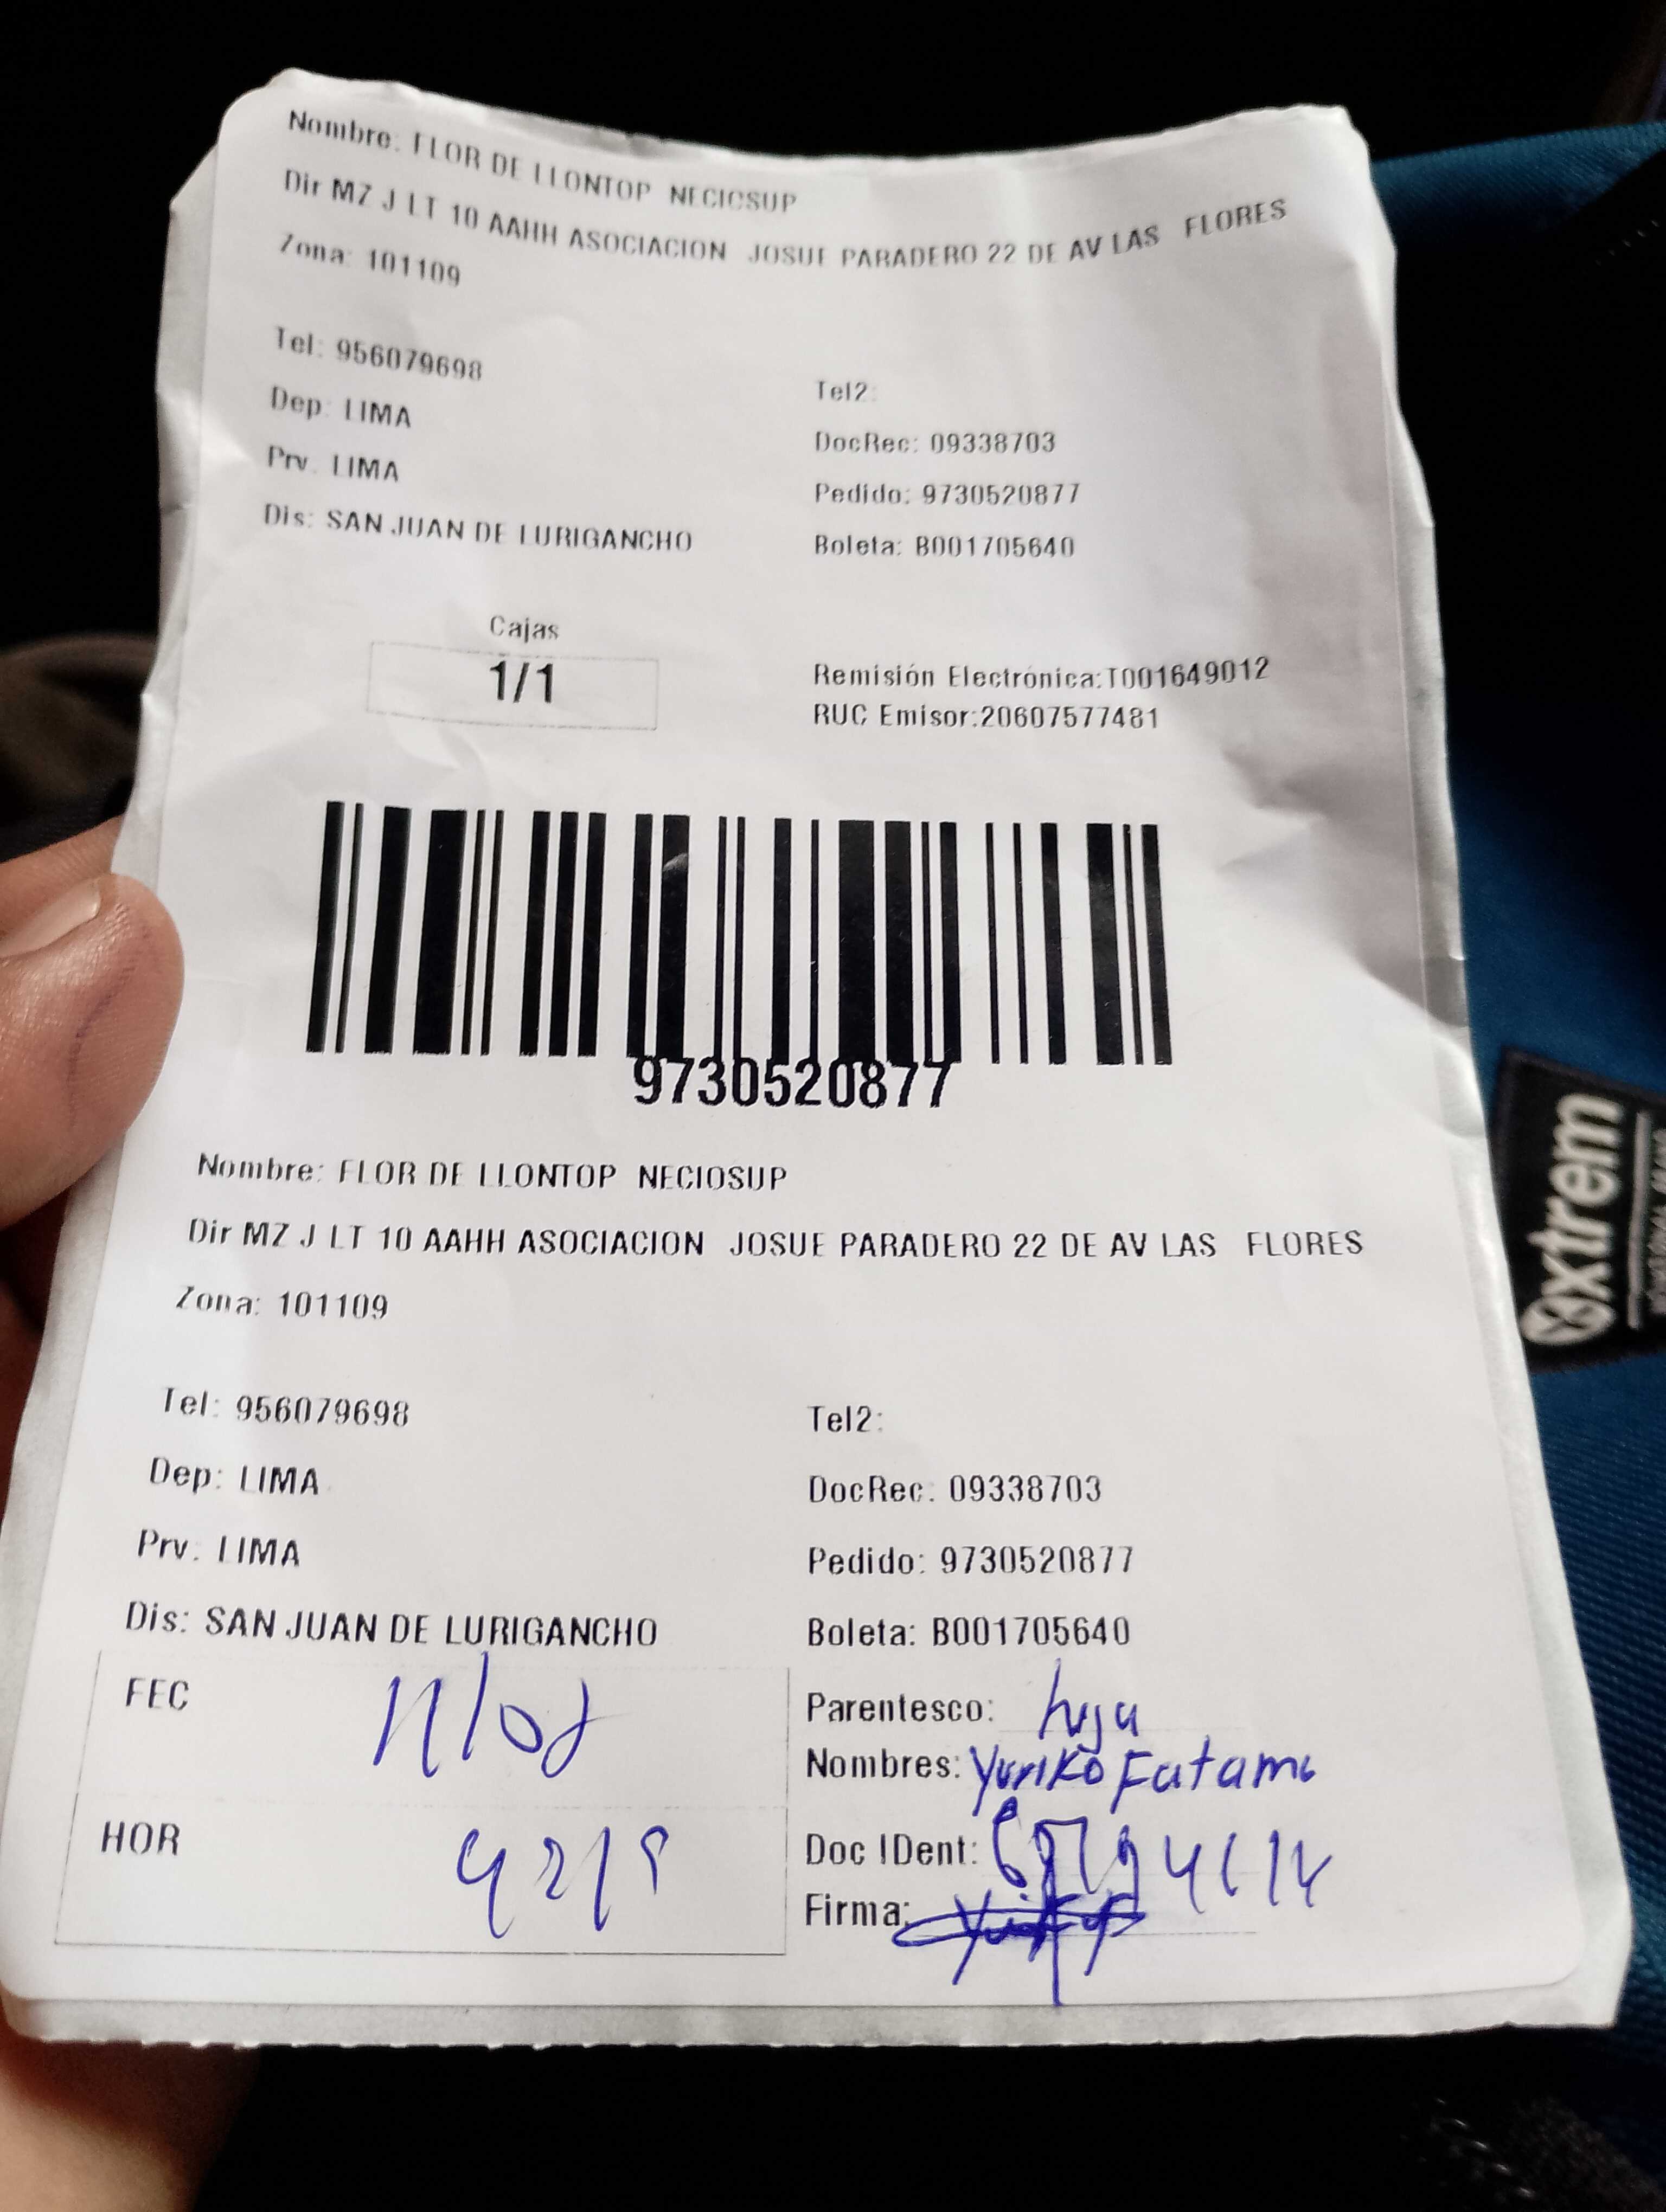 Nombre: FLOR DE LLONTOP NECIOSUP
Dir MZ J LT 10 AAHH ASOCIACION JOSUE PARADERO 22 DE AV LAS FLORES
Zona: 101109
Tel: 956079698
Tel2:
Dep: LIMA
DocRec: 09338703
Prv. LIMA
Pedido: 9730520877
Dis: SAN JUAN DE LURIGANCHO
Boleta: B001705640
Cajas
1/1
Remisión Electrónica:T001649012
RUC Emisor:20607577481
9730520877
Nombre: FLOR DE LLONTOP NECIOSUP
Dir MZ J LT 10 AAHH ASOCIACION JOSUE PARADERO 22 DE AV LAS FLORES
Zona: 101109
Tel: 956079698
Tel2:
Dep: LIMA
DocRec: 09338703
Prv. LIMA
Pedido: 9730520877
Dis: SAN JUAN DE LURIGANCHO
Boleta: B001705640
FEC
Parentesco: hija
Nombres: Yuriko Fatama
HOR
Doc IDent:
Firma:
xtrem